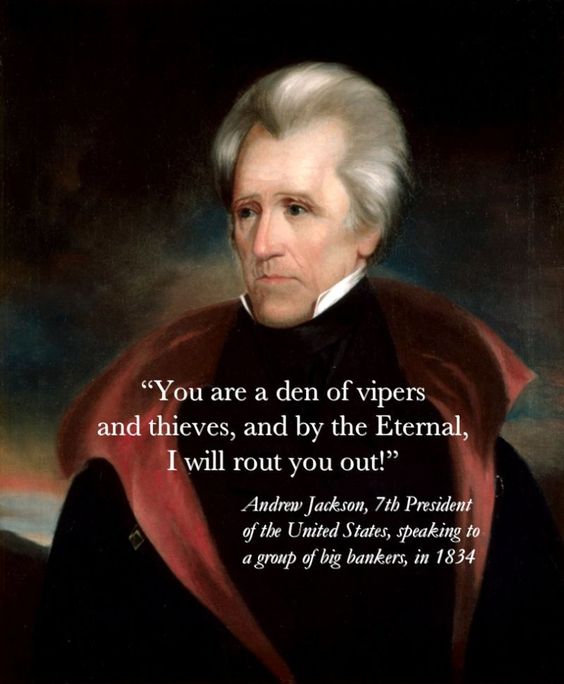 “You are a den of vipers
and thieves, and by the Eternal,
I will rout you out!”
Andrew Jackson, 7th President
of the United States, speaking to
a group of big bankers, in 1834